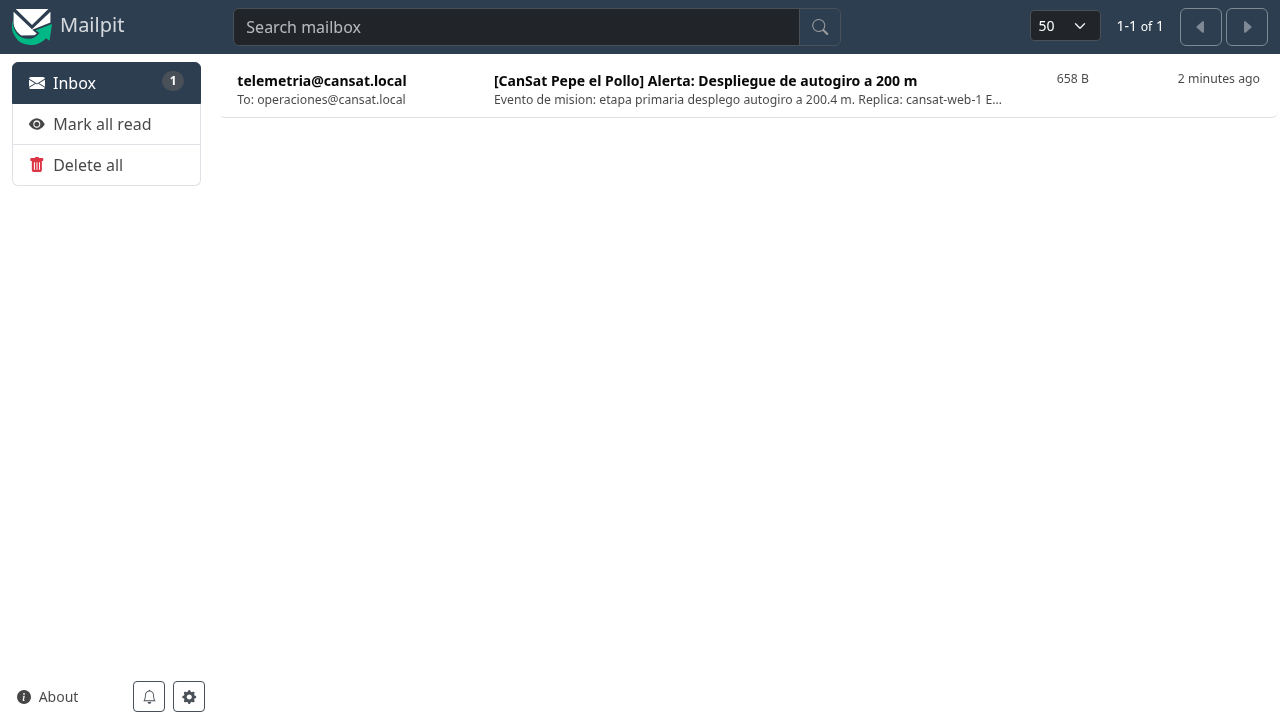 Mailpit
Search mailbox
50
1-1 of 1
Inbox
1
Mark all read
Delete all
telemetria@cansat.local
To: operaciones@cansat.local
[CanSat Pepe el Pollo] Alerta: Despliegue de autogiro a 200 m
Evento de mision: etapa primaria desplego autogiro a 200.4 m. Replica: cansat-web-1 E...
658 B
2 minutes ago
About